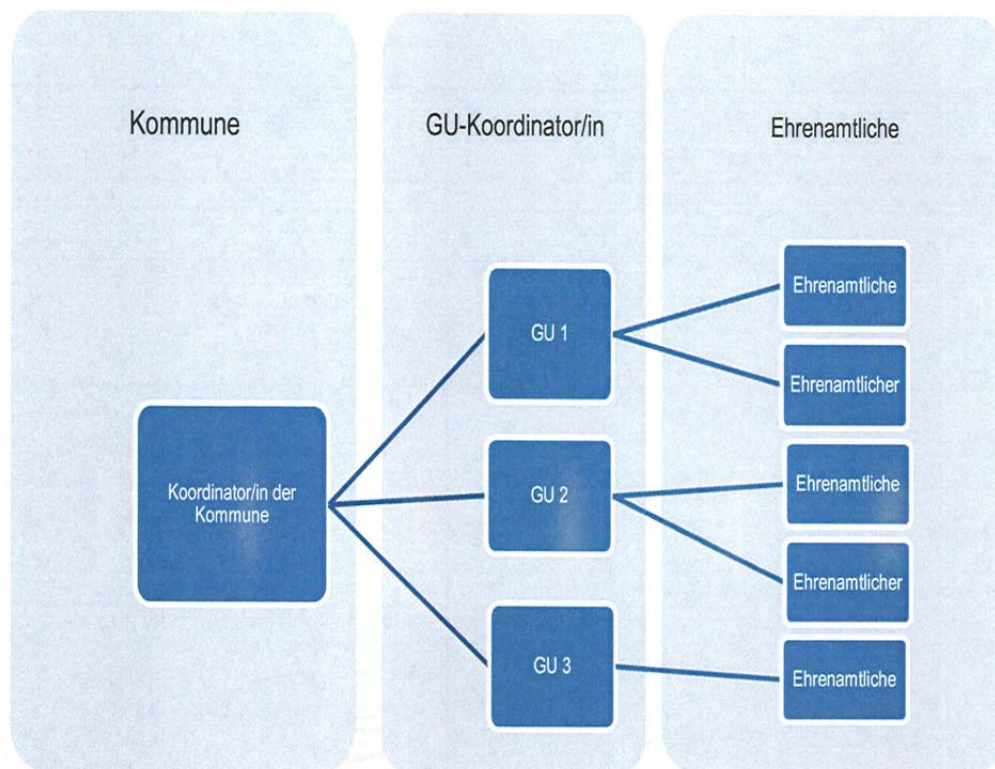 Kommune
GU-Koordinator/in
Ehrenamtliche
Koordinator/in der
Kommune
GU 1
GU 2
GU 3
Ehrenamtliche
Ehrenamtlicher
Ehrenamtliche
Ehrenamtlicher
Ehrenamtliche